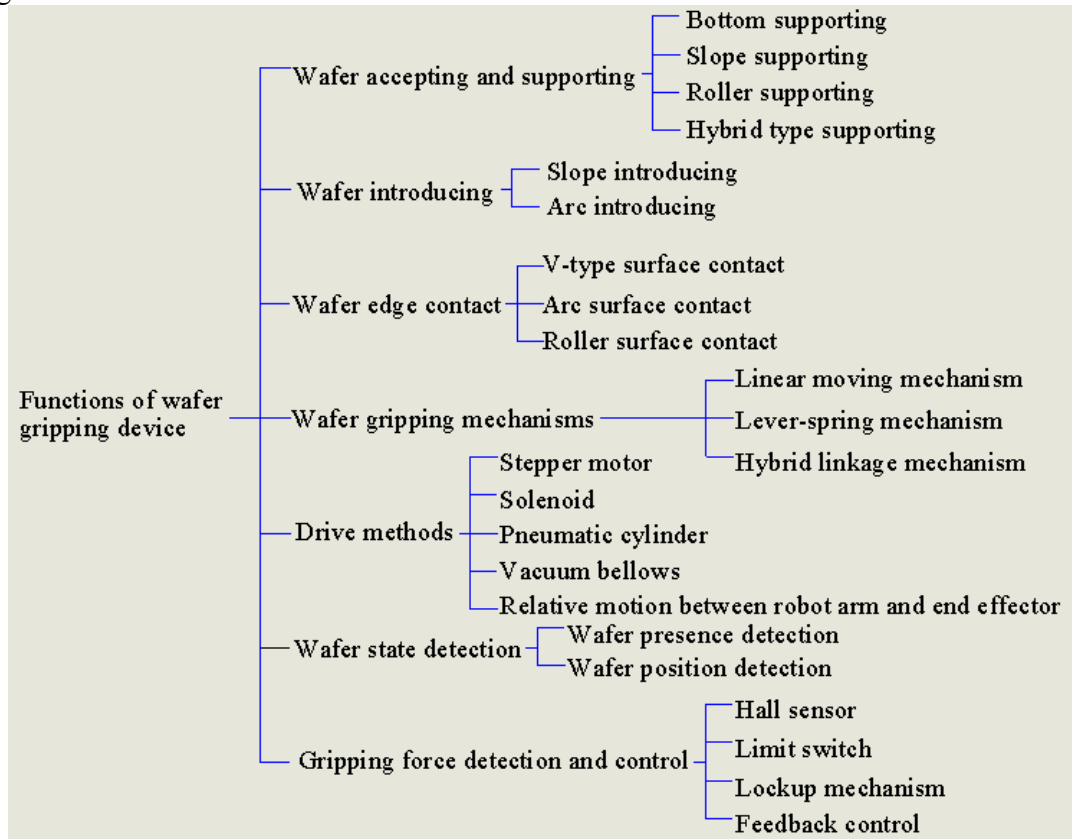 Bottom supporting
Slope supporting
Wafer accepting and supporting
Roller supporting
Hybrid type supporting
Slope introducing
Wafer introducing
Arc introducing
V-type surface contact
Wafer edge contact
Arc surface contact
Roller surface contact
Functions of wafer
gripping device
Linear moving mechanism
Wafer gripping mechanisms
Lever-spring mechanism
Hybrid linkage mechanism
Stepper motor
Solenoid
Drive methods
Pneumatic cylinder
Vacuum bellows
Relative motion between robot arm and end effector
Wafer presence detection
Wafer state detection
Wafer position detection
Hall sensor
Limit switch
Gripping force detection and control
Lockup mechanism
Feedback control